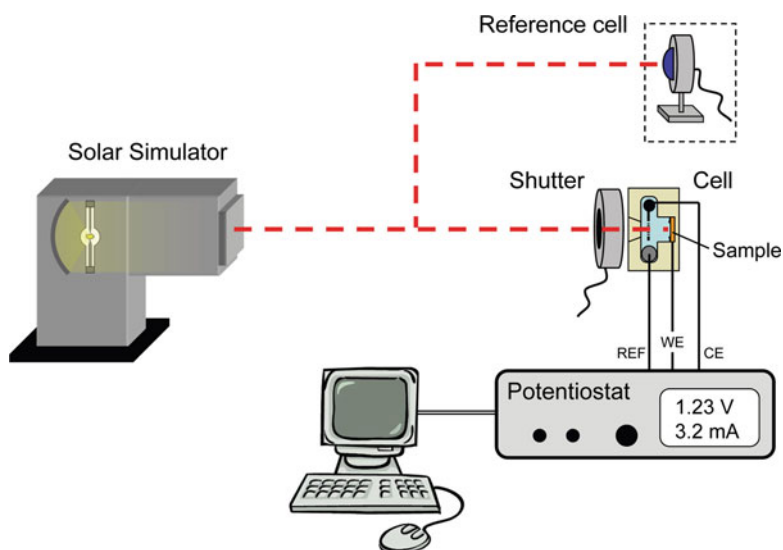 Reference cell
Solar Simulator
Shutter
Cell
Sample
REF
WE
CE
Potentiostat
1.23 V
3.2 mA